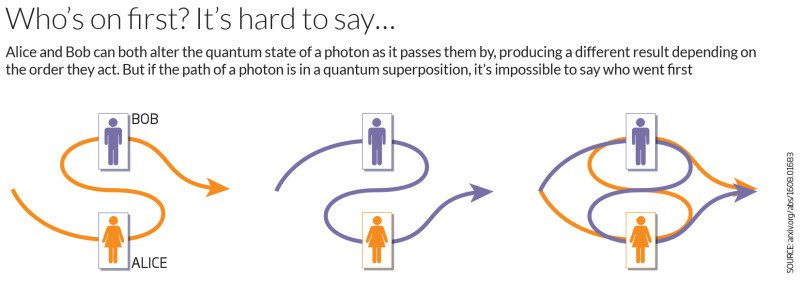 Who's on first? It's hard to say...
Alice and Bob can both alter the quantum state of a photon as it passes them by, producing a different result depending on
the order they act. But if the path of a photon is in a quantum superposition, it's impossible to say who went first
BOB
ALICE
SOURCE: arxiv.org/abs/1608.01683